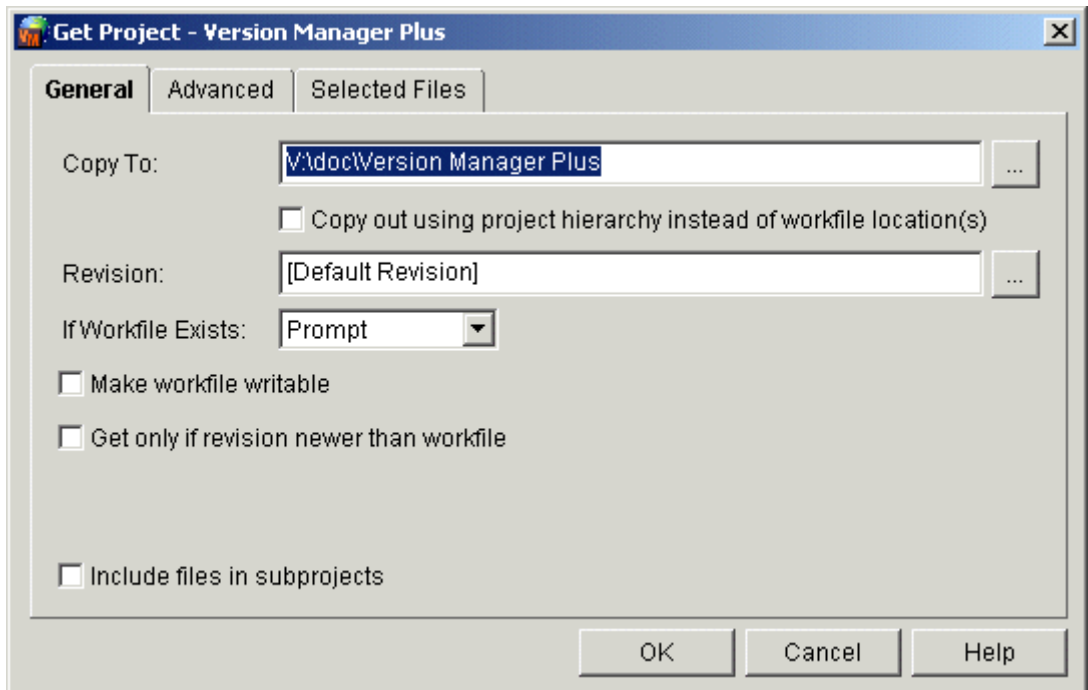 Get Project - Version Manager Plus
General Advanced Selected Files
Copy To: V:\doc\Version Manager Plus ...
Copy out using project hierarchy instead of workfile location(s)
Revision: [Default Revision] ...
If Workfile Exists: Prompt
Make workfile writable
Get only if revision newer than workfile
Include files in subprojects
OK Cancel Help